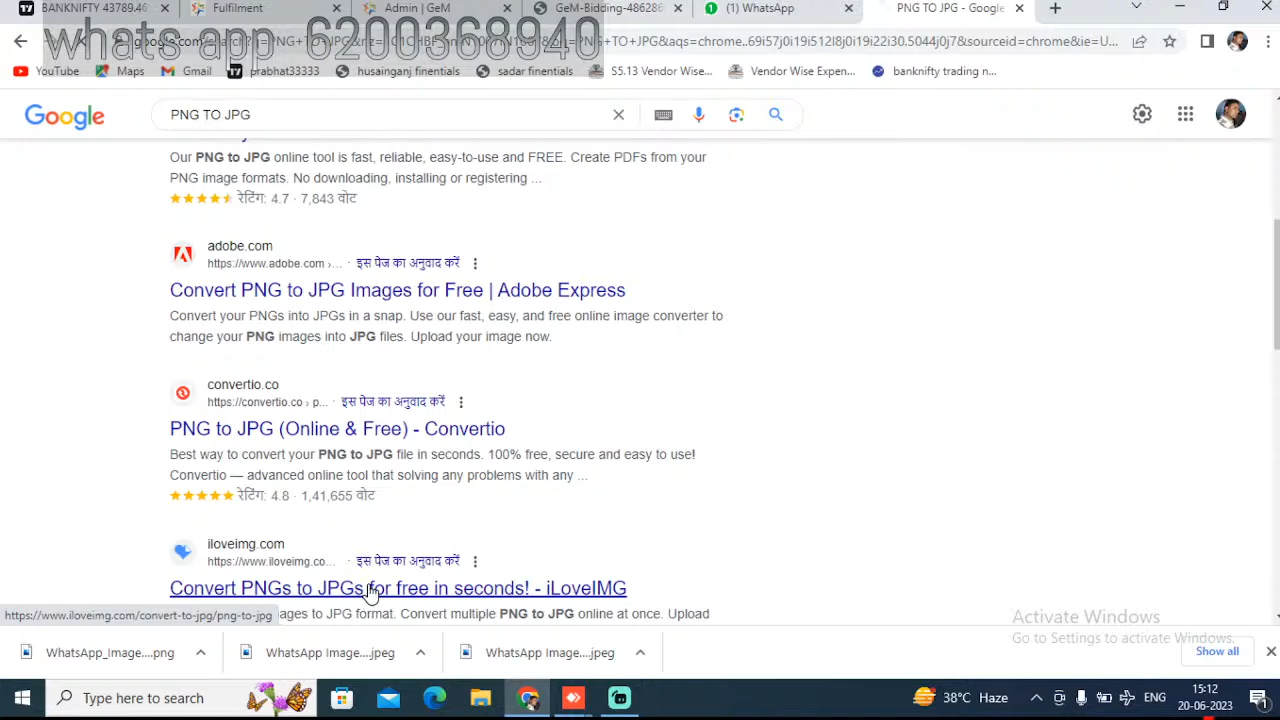 BANKNIFTY 43789.46
Fulfilment
Admin | GeM
GeM-Bidding-486286
(1) WhatsApp
PNG TO JPG - Google
whats app 6200368940
YouTube
Maps
Gmail
prabhat33333
husainganj finentials
sadar finentials
S5.13 Vendor Wise...
Vendor Wise Expen...
banknifty trading n...
Google
PNG TO JPG
Our PNG to JPG online tool is fast, reliable, easy-to-use and FREE. Create PDFs from your
PNG image formats. No downloading, installing or registering ...
रेटिंग: 4.7 · 7,843 वोट
adobe.com
https://www.adobe.com ›... · इस पेज का अनुवाद करें
Convert PNG to JPG Images for Free | Adobe Express
Convert your PNGs into JPGs in a snap. Use our fast, easy, and free online image converter to
change your PNG images into JPG files. Upload your image now.
convertio.co
https://convertio.co › p... · इस पेज का अनुवाद करें
PNG to JPG (Online & Free) - Convertio
Best way to convert your PNG to JPG file in seconds. 100% free, secure and easy to use!
Convertio — advanced online tool that solving any problems with any ...
रेटिंग: 4.8 · 1,41,655 वोट
iloveimg.com
https://www.iloveimg.co... · इस पेज का अनुवाद करें
Convert PNGs to JPGs for free in seconds! - iLoveIMG
https://www.iloveimg.com/convert-to-jpg/png-to-jpg
ages to JPG format. Convert multiple PNG to JPG online at once. Upload
Activate Windows
Go to Settings to activate Windows.
WhatsApp_Image....png
WhatsApp Image....jpeg
WhatsApp Image....jpeg
Show all
Type here to search
38°C Haze
ENG
15:12
20-06-2023